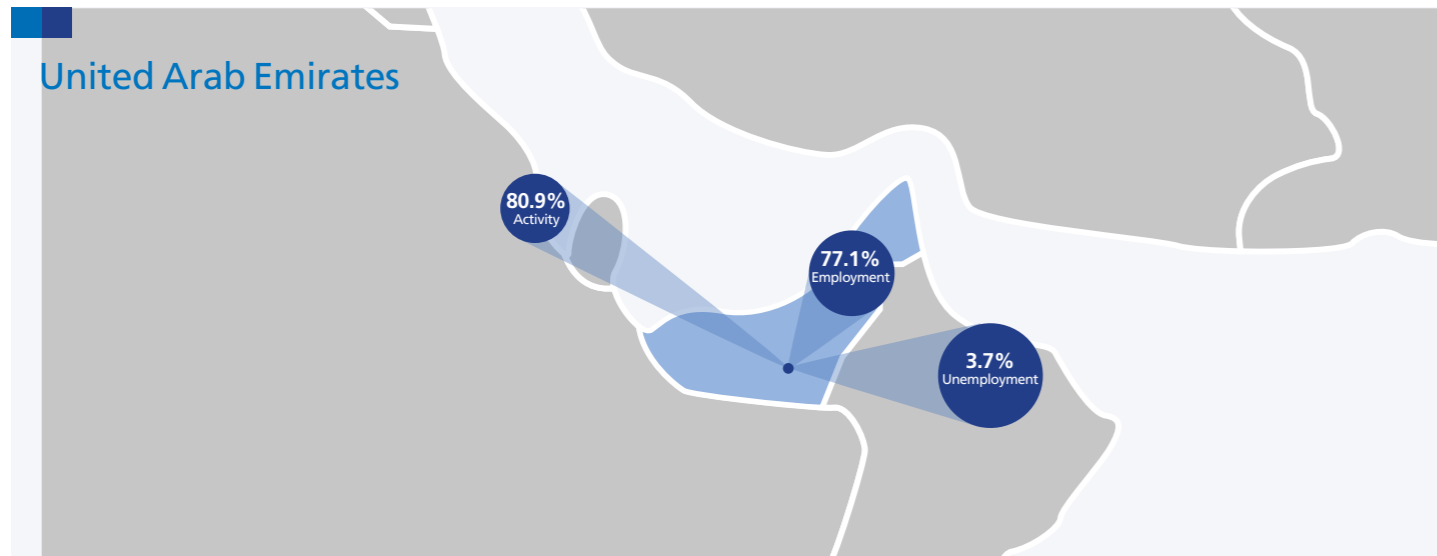 United Arab Emirates
80.9%
Activity
77.1%
Employment
3.7%
Unemployment